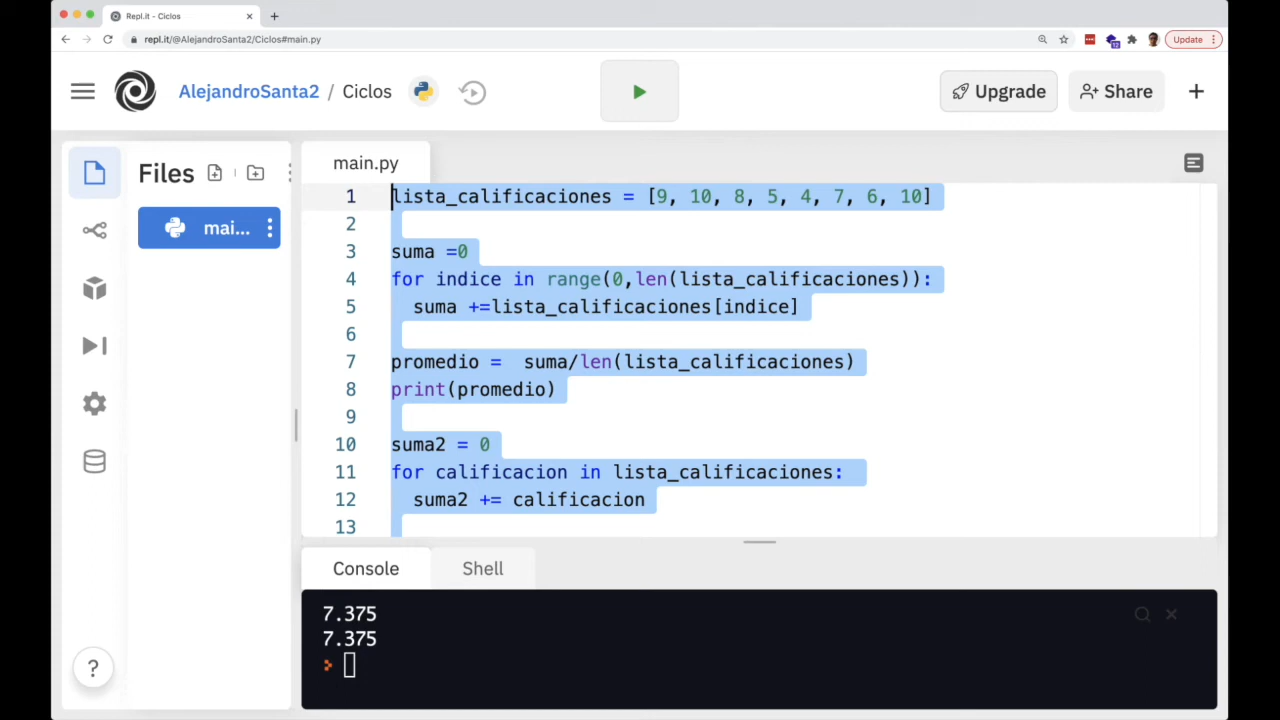 Repl.it - Ciclos
repl.it/@AlejandroSanta2/Ciclos#main.py
12
Update
AlejandroSanta2 / Ciclos
Upgrade
Share
Files
mai...
main.py
1 lista_calificaciones = [9, 10, 8, 5, 4, 7, 6, 10]
2
3 suma =0
4 for indice in range(0,len(lista_calificaciones)):
5 suma +=lista_calificaciones[indice]
6
7 promedio =  suma/len(lista_calificaciones)
8 print(promedio)
9
10 suma2 = 0
11 for calificacion in lista_calificaciones:
12 suma2 += calificacion
13
Console
Shell
7.375
7.375
?